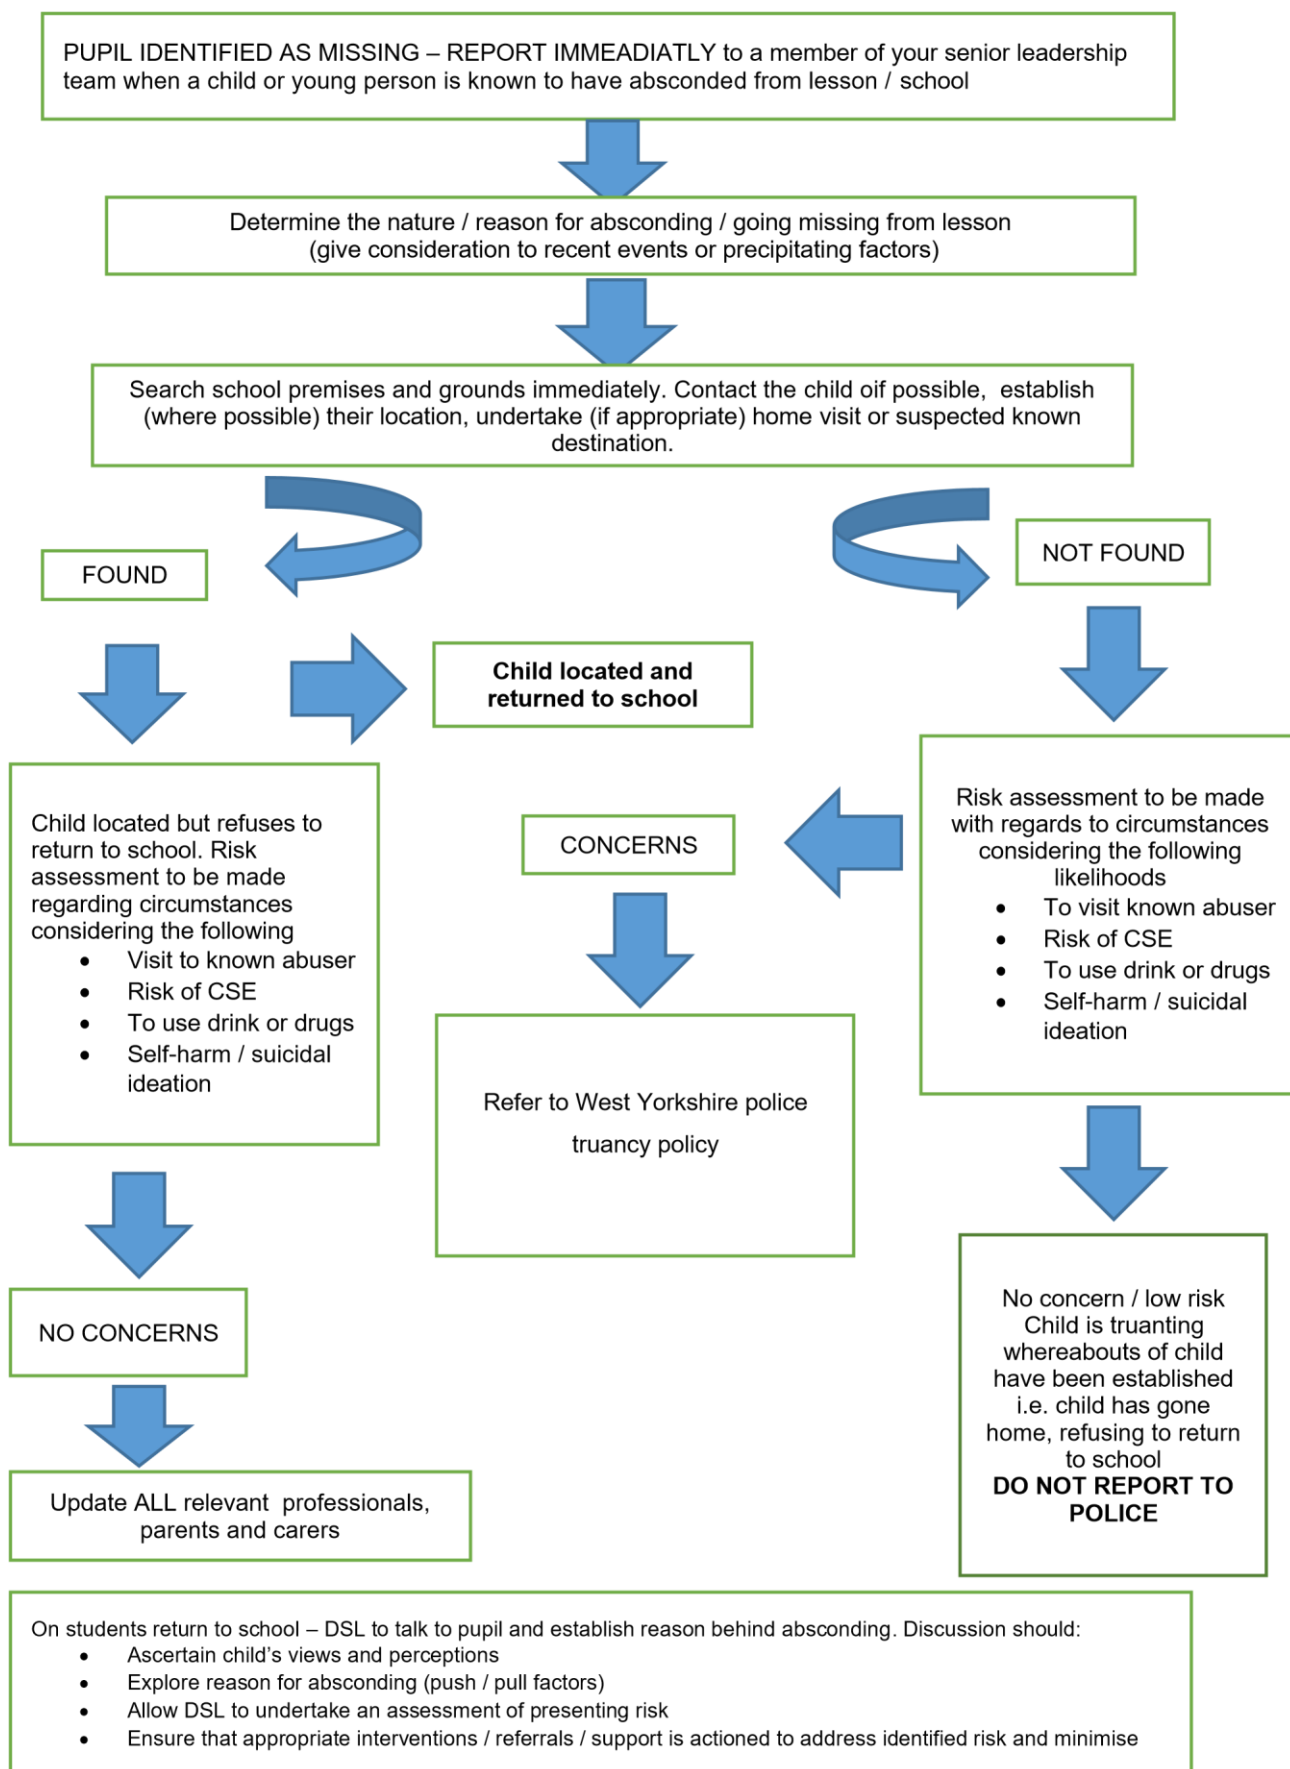 PUPIL IDENTIFIED AS MISSING – REPORT IMMEADIATLY to a member of your senior leadership
team when a child or young person is known to have absconded from lesson / school
Determine the nature / reason for absconding / going missing from lesson
(give consideration to recent events or precipitating factors)
Search school premises and grounds immediately. Contact the child oif possible, establish
(where possible) their location, undertake (if appropriate) home visit or suspected known
destination.
FOUND
NOT FOUND
Child located and
returned to school
Child located but refuses to
return to school. Risk
assessment to be made
regarding circumstances
considering the following
• Visit to known abuser
• Risk of CSE
• To use drink or drugs
• Self-harm / suicidal
ideation
CONCERNS
Risk assessment to be made
with regards to circumstances
considering the following
likelihoods
• To visit known abuser
• Risk of CSE
• To use drink or drugs
• Self-harm / suicidal
ideation
Refer to West Yorkshire police
truancy policy
NO CONCERNS
No concern / low risk
Child is truanting
whereabouts of child
have been established
i.e. child has gone
home, refusing to return
to school
DO NOT REPORT TO
POLICE
Update ALL relevant professionals,
parents and carers
On students return to school – DSL to talk to pupil and establish reason behind absconding. Discussion should:
• Ascertain child's views and perceptions
• Explore reason for absconding (push / pull factors)
• Allow DSL to undertake an assessment of presenting risk
• Ensure that appropriate interventions / referrals / support is actioned to address identified risk and minimise